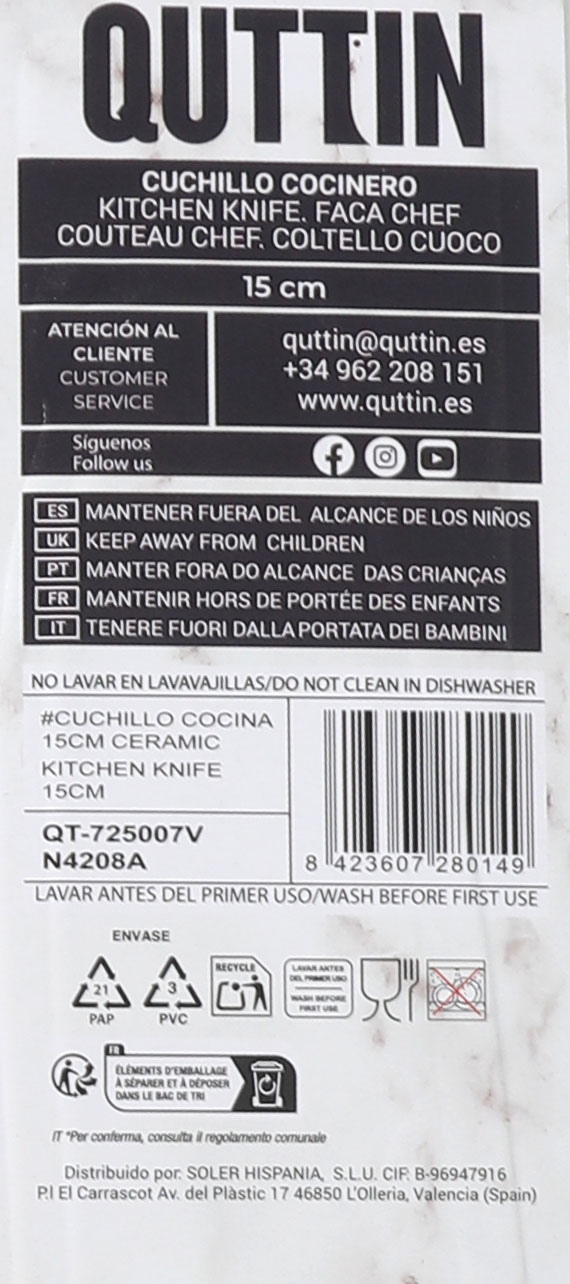 QUTTIN
CUCHILLO COCINERO
KITCHEN KNIFE. FACA CHEF
COUTEAU CHEF. COLTELLO CUOCO
15 cm
ATENCIÓN AL
CLIENTE
CUSTOMER
SERVICE
quttin@quttin.es
+34 962 208 151
www.quttin.es
Síguenos
Follow us
ES MANTENER FUERA DEL ALCANCE DE LOS NIÑOS
UK KEEP AWAY FROM CHILDREN
PT MANTER FORA DO ALCANCE DAS CRIANÇAS
FR MANTENIR HORS DE PORTÉE DES ENFANTS
IT TENERE FUORI DALLA PORTATA DEI BAMBINI
NO LAVAR EN LAVAVAJILLAS/DO NOT CLEAN IN DISHWASHER
#CUCHILLO COCINA
15CM CERAMIC
KITCHEN KNIFE
15CM
QT-725007V
N4208A
8 423607 280149
LAVAR ANTES DEL PRIMER USO/WASH BEFORE FIRST USE
ENVASE
21
PAP
3
PVC
RECYCLE
LAVAR ANTES
DEL PRIMER USO
WASH BEFORE
FIRST USE
FR
ÉLÉMENTS D'EMBALLAGE
À SÉPARER ET À DÉPOSER
DANS LE BAC DE TRI
IT *Per conferma, consulta il regolamento comunale
Distribuido por: SOLER HISPANIA, S.L.U. CIF. B-96947916
P.I El Carrascot Av. del Plàstic 17 46850 L'Olleria, Valencia (Spain)